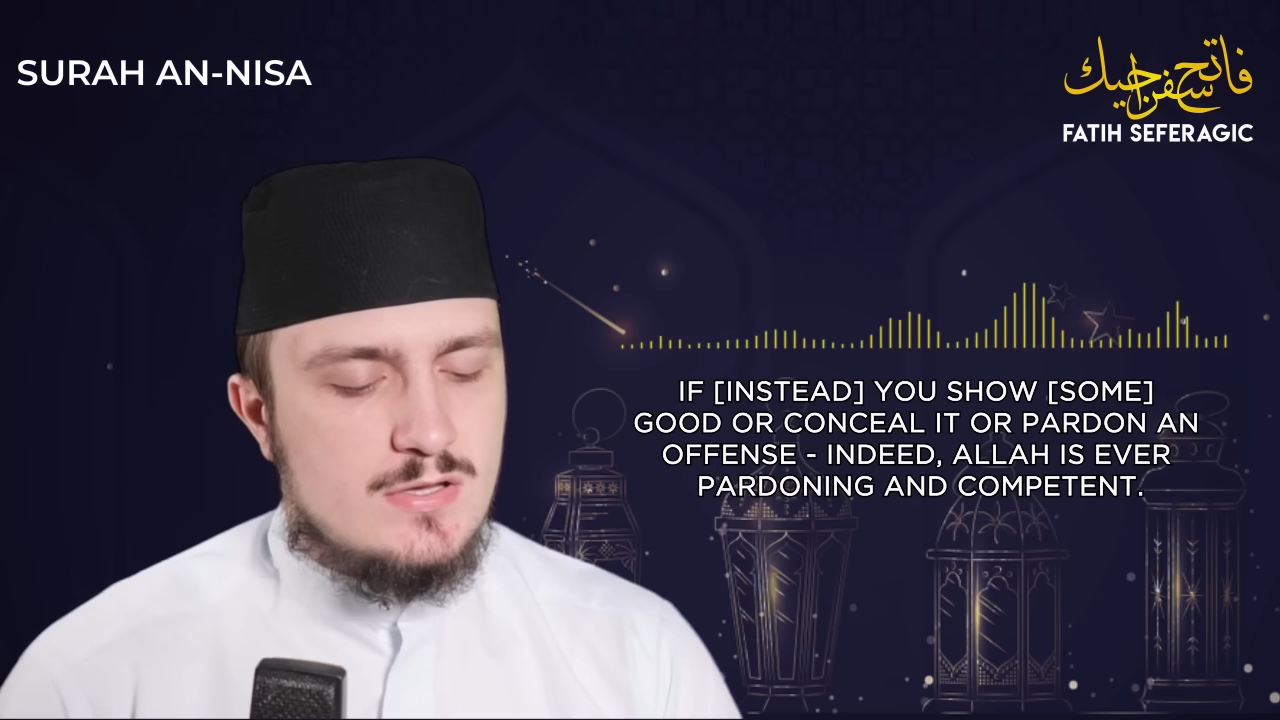 SURAH AN-NISA
فاتح سفراجيك
FATIH SEFERAGIC
IF [INSTEAD] YOU SHOW [SOME]
GOOD OR CONCEAL IT OR PARDON AN
OFFENSE - INDEED, ALLAH IS EVER
PARDONING AND COMPETENT.